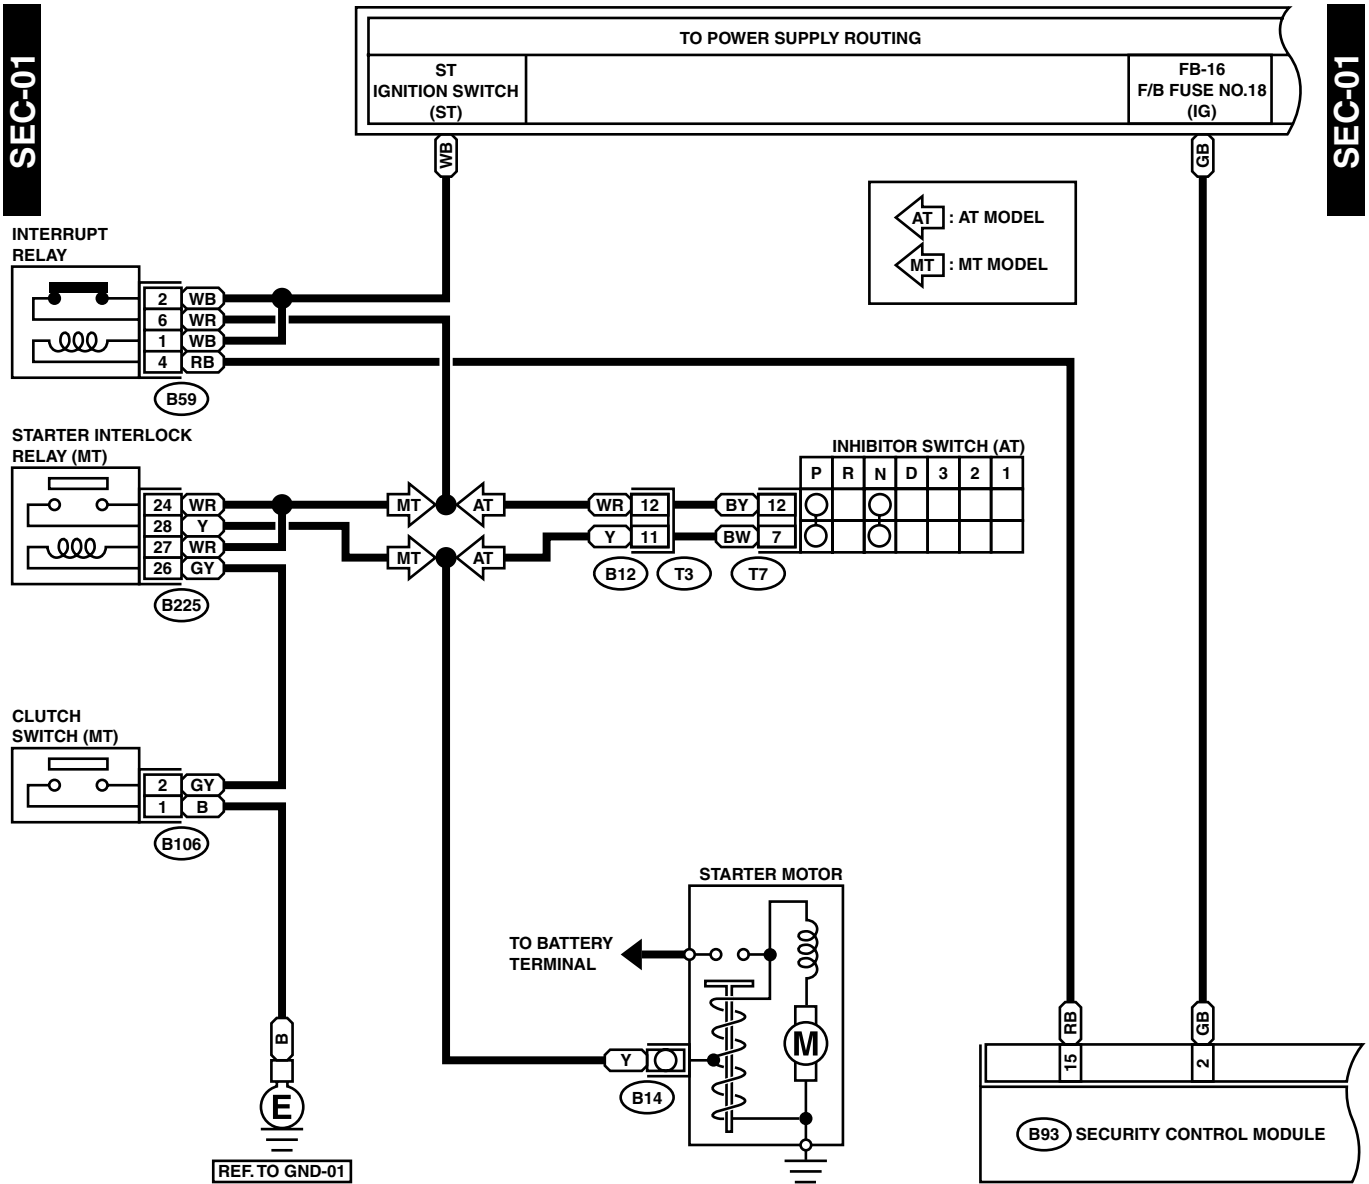 SEC-01
SEC-01
TO POWER SUPPLY ROUTING
ST
IGNITION SWITCH
(ST)
FB-16
F/B FUSE NO.18
(IG)
WB
GB
AT : AT MODEL
MT : MT MODEL
INTERRUPT
RELAY
2 WB
6 WR
1 WB
4 RB
B59
STARTER INTERLOCK
RELAY (MT)
24 WR
28 Y
27 WR
26 GY
B225
MT AT
MT AT
WR 12 BY 12
Y 11 BW 7
B12 T3 T7
INHIBITOR SWITCH (AT)
P R N D 3 2 1
CLUTCH
SWITCH (MT)
2 GY
1 B
B106
B
E
REF. TO GND-01
STARTER MOTOR
TO BATTERY
TERMINAL
M
Y
B14
RB
GB
15
2
B93 SECURITY CONTROL MODULE